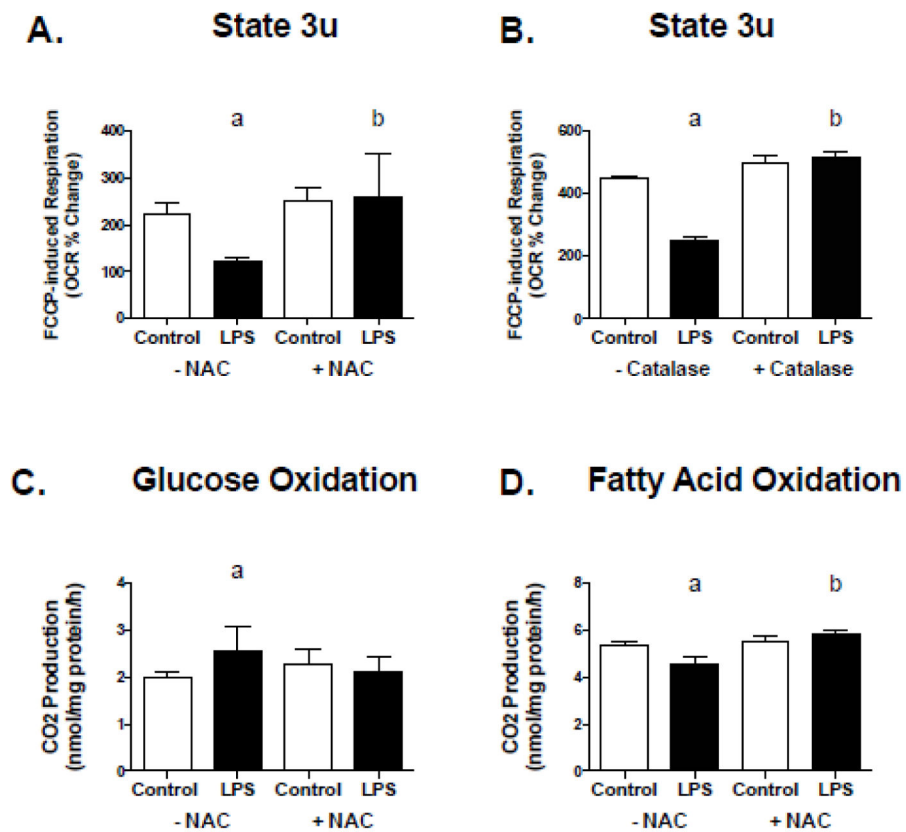 A. State 3u
FCCP-induced Respiration
(OCR % Change)
400
300
200
100
0
a
b
Control LPS Control LPS
- NAC + NAC
B. State 3u
FCCP-induced Respiration
(OCR % Change)
600
400
200
0
a
b
Control LPS Control LPS
- Catalase + Catalase
C. Glucose Oxidation
CO2 Production
(nmol/mg protein/h)
4
3
2
1
0
a
Control LPS Control LPS
- NAC + NAC
D. Fatty Acid Oxidation
CO2 Production
(nmol/mg protein/h)
8
6
4
2
0
a
b
Control LPS Control LPS
- NAC + NAC